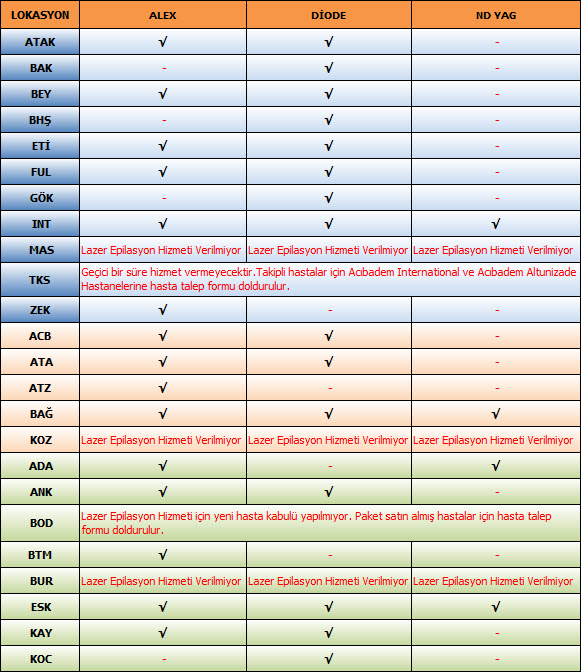 LOKASYON ALEX DİODE ND YAG
ATAK √ √ -
BAK - √ -
BEY √ √ -
BHŞ - √ -
ETİ √ √ -
FUL √ √ -
GÖK - √ -
INT √ √ √
MAS Lazer Epilasyon Hizmeti Verilmiyor Lazer Epilasyon Hizmeti Verilmiyor Lazer Epilasyon Hizmeti Verilmiyor
TKS Geçici bir süre hizmet vermeyecektir.Takipli hastalar için Acıbadem International ve Acıbadem Altunizade
Hastanelerine hasta talep formu doldurulur.
ZEK √ - -
ACB √ √ -
ATA √ √ -
ATZ √ - -
BAĞ √ √ √
KOZ Lazer Epilasyon Hizmeti Verilmiyor Lazer Epilasyon Hizmeti Verilmiyor Lazer Epilasyon Hizmeti Verilmiyor
ADA √ - √
ANK √ √ -
BOD Lazer Epilasyon Hizmeti için yeni hasta kabulü yapılmıyor. Paket satın almış hastalar için hasta talep
formu doldurulur.
BTM √ - -
BUR Lazer Epilasyon Hizmeti Verilmiyor Lazer Epilasyon Hizmeti Verilmiyor Lazer Epilasyon Hizmeti Verilmiyor
ESK √ √ √
KAY √ √ -
KOC - √ -